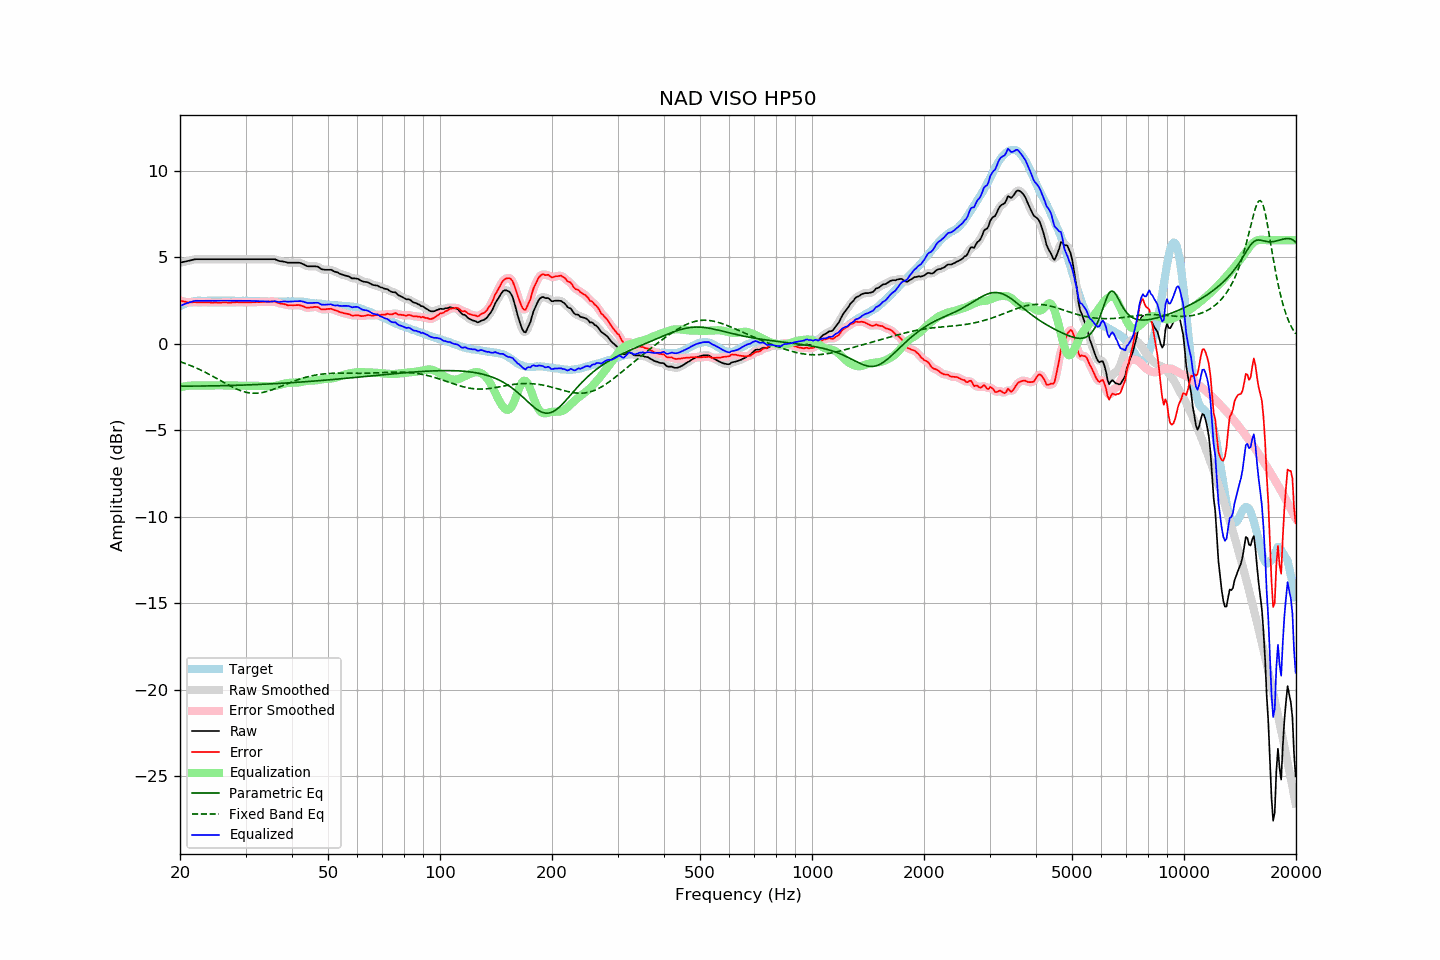 NAD VISO HP50
Amplitude (dBr)
10
5
0
−5
−10
−15
−20
−25
Target
Raw Smoothed
Error Smoothed
Raw
Error
Equalization
Parametric Eq
Fixed Band Eq
Equalized
20 50 100 200 500 1000 2000 5000 10000 20000
Frequency (Hz)